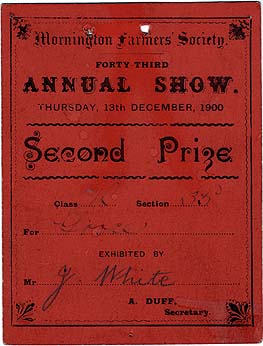 Mornington Farmers' Society.
FORTY-THIRD
ANNUAL SHOW.
THURSDAY, 13th DECEMBER, 1900
Second Prize
Class Section
For
EXHIBITED BY
Mr J. White
A. DUFF,
Secretary.